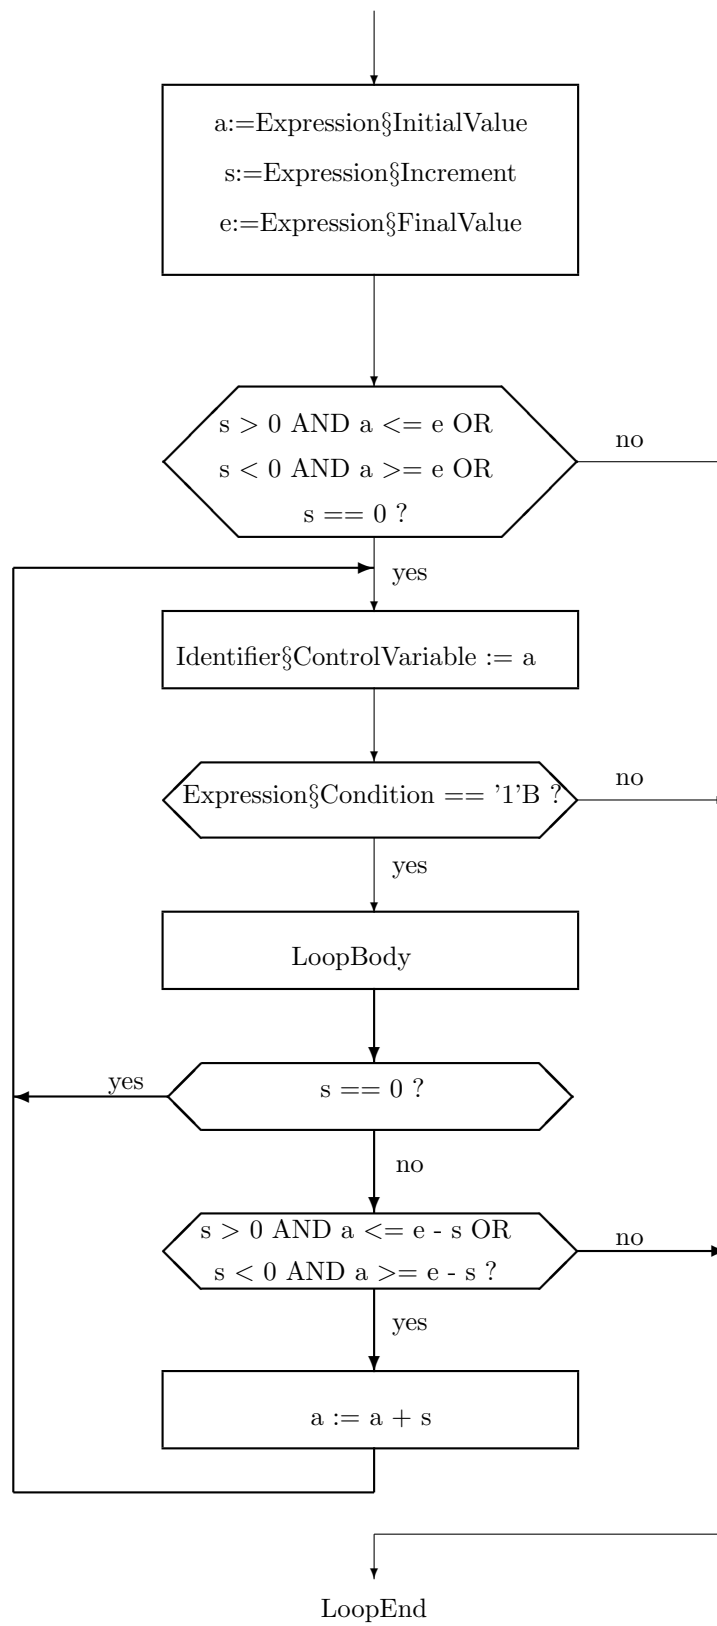 a:=Expression§InitialValue
s:=Expression§Increment
e:=Expression§FinalValue
s > 0 AND a <= e OR
no
s < 0 AND a >= e OR
s == 0 ?
yes
Identifier§ControlVariable := a
Expression§Condition == '1'B ?
no
yes
LoopBody
s == 0 ?
yes
no
s > 0 AND a <= e - s OR
no
s < 0 AND a >= e - s ?
yes
a := a + s
LoopEnd